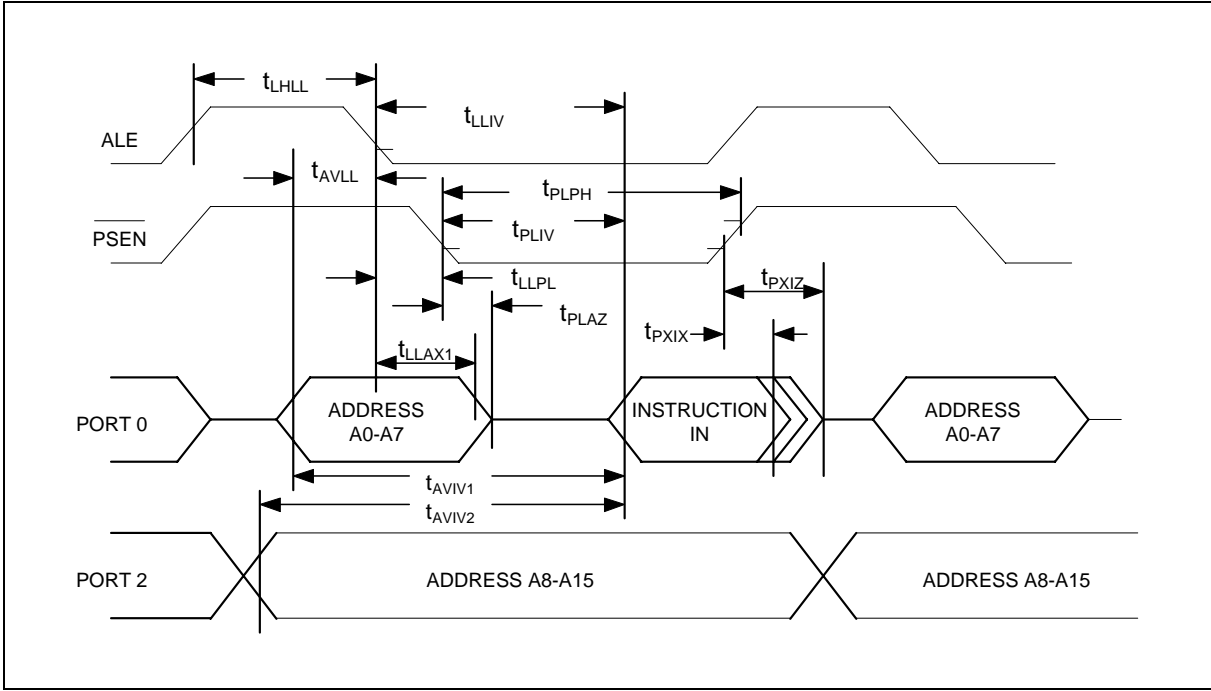 tLHLL
tLLIV
ALE
tAVLL
tPLPH
PSEN
tPLIV
tLLPL
tPXIZ
tPLAZ
tPXIX
tLLAX1
PORT 0
ADDRESS
A0-A7
INSTRUCTION
IN
ADDRESS
A0-A7
tAVIV1
tAVIV2
PORT 2
ADDRESS A8-A15
ADDRESS A8-A15